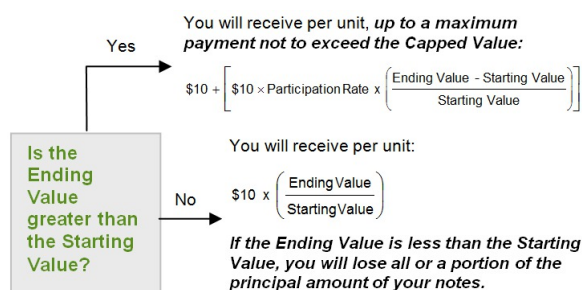 You will receive per unit, up to a maximum
payment not to exceed the Capped Value:
Yes
$10 + [ $10 × Participation Rate x ( Ending Value - Starting Value / Starting Value ) ]
Is the
Ending
Value
greater than
the Starting
Value?
You will receive per unit:
No
$10 x ( Ending Value / Starting Value )
If the Ending Value is less than the Starting
Value, you will lose all or a portion of the
principal amount of your notes.